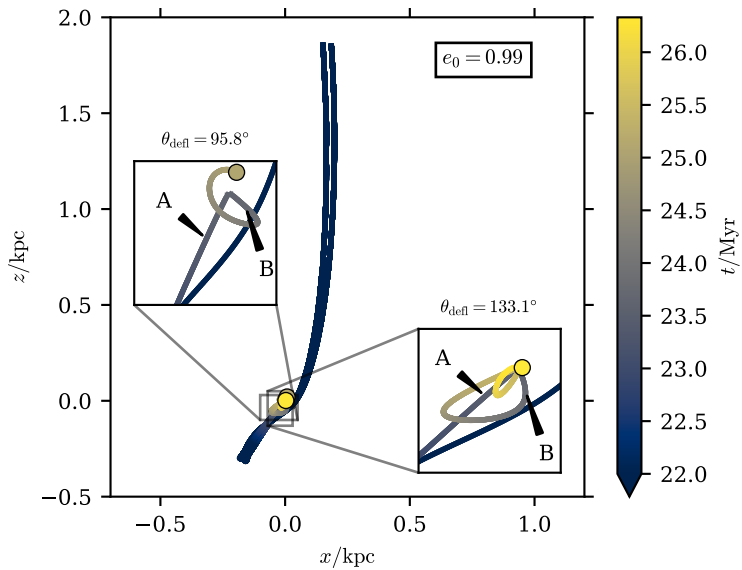 2.0
1.5
1.0
0.5
0.0
−0.5
z/kpc
−0.5
0.0
0.5
1.0
x/kpc
e₀ = 0.99
θ_defl = 95.8°
A
B
θ_defl = 133.1°
A
B
26.0
25.5
25.0
24.5
24.0
23.5
23.0
22.5
22.0
t/Myr